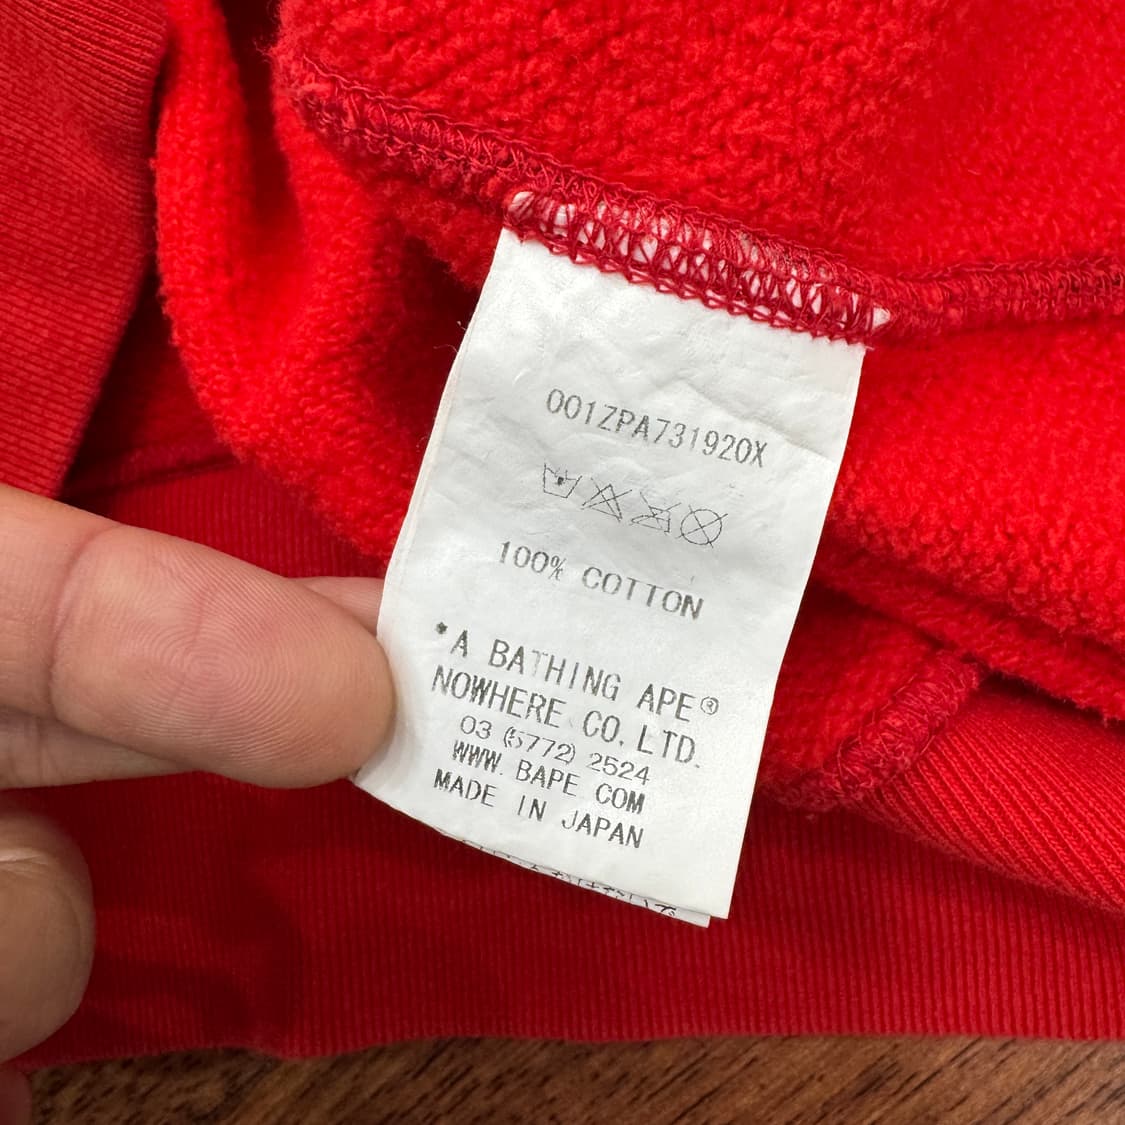 001ZPA731920X
100% COTTON
*A BATHING APE®
NOWHERE CO. LTD.
03 (5772) 2524
WWW. BAPE COM
MADE IN JAPAN